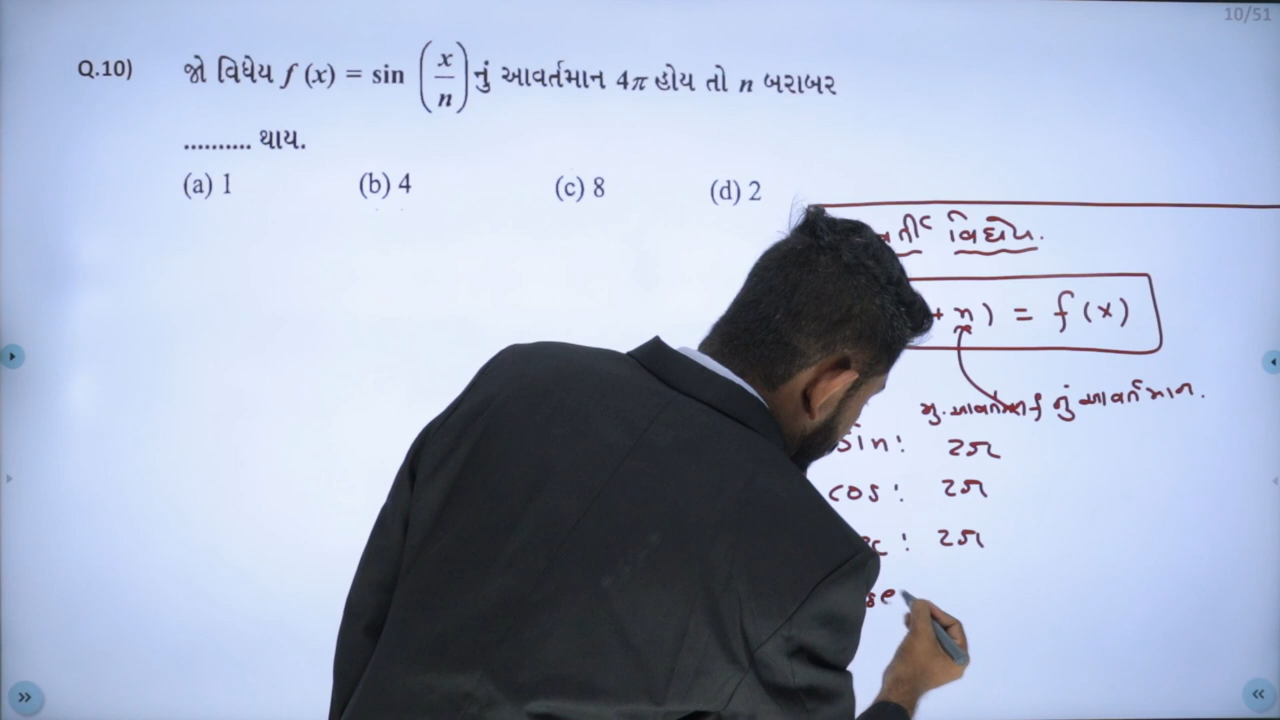 10/51
Q.10) જો વિધેય f (x) = sin (x/n) નું આવર્તમાન 4π હોય તો n બરાબર
.......... થાય.
(a) 1 (b) 4 (c) 8 (d) 2
વિધેય.
+ n) = f(x)
મુ. નું આવર્તમાન.
sin: 2π
cos: 2π
: 2π